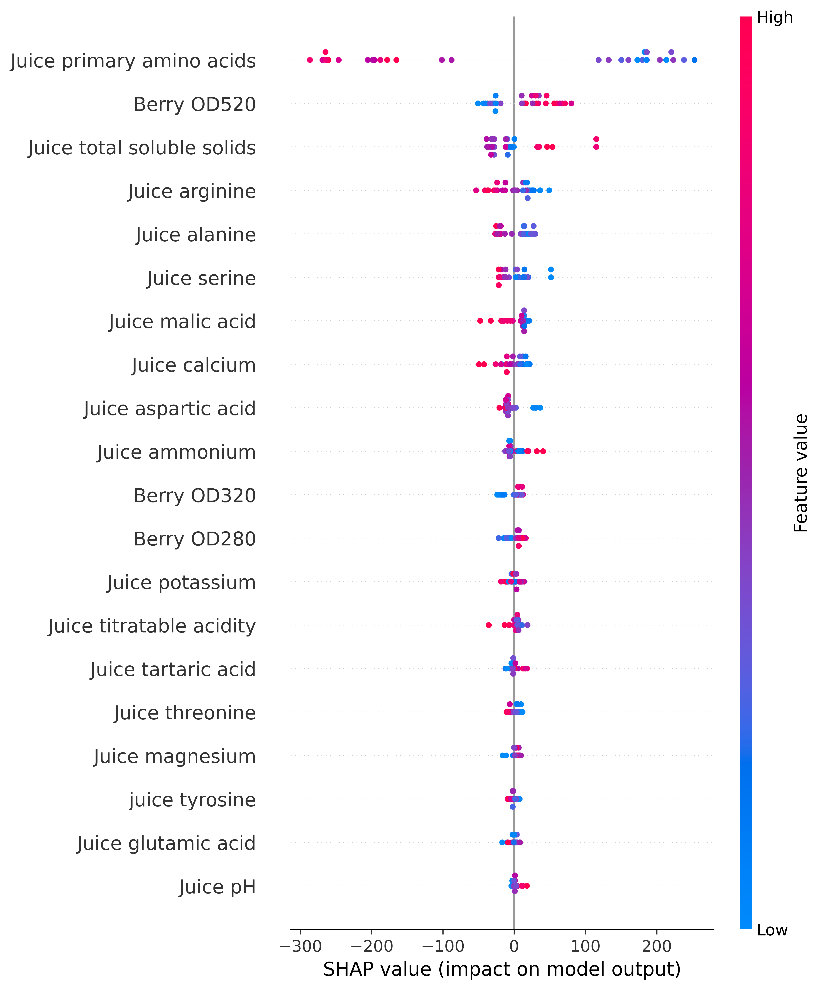 High
Juice primary amino acids
Berry OD520
Juice total soluble solids
Juice arginine
Juice alanine
Juice serine
Juice malic acid
Juice calcium
Juice aspartic acid
Juice ammonium
Berry OD320
Berry OD280
Juice potassium
Juice titratable acidity
Juice tartaric acid
Juice threonine
Juice magnesium
juice tyrosine
Juice glutamic acid
Juice pH
Feature value
Low
−300 −200 −100 0 100 200
SHAP value (impact on model output)